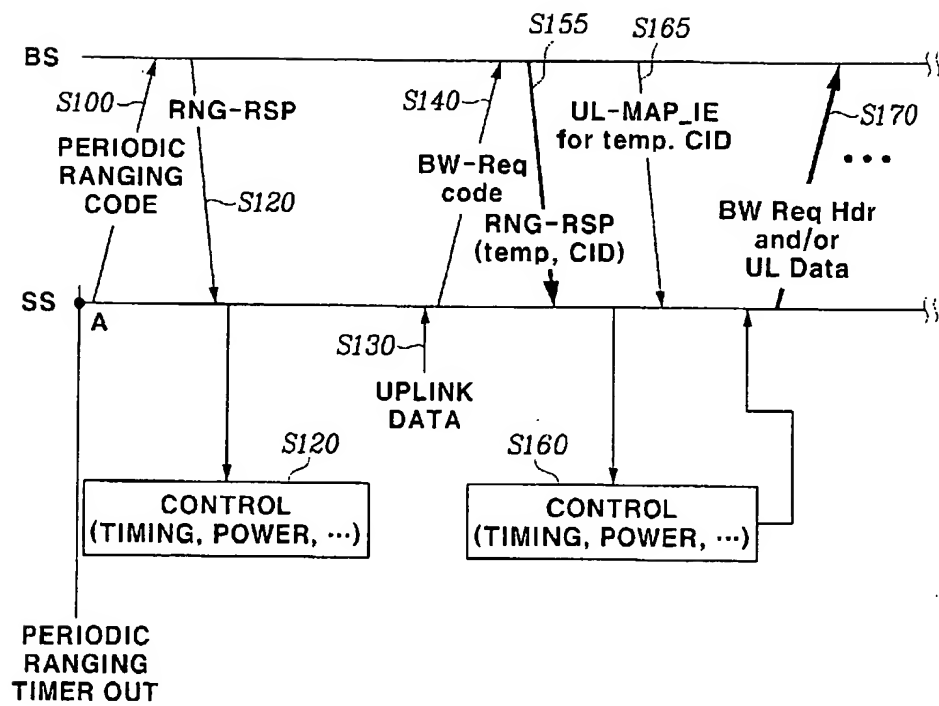 S155
S165
BS
S100
RNG-RSP
S140
UL-MAP_IE
for temp. CID
S170
PERIODIC
RANGING
CODE
S120
BW-Req
code
RNG-RSP
(temp, CID)
•••
BW Req Hdr
and/or
UL Data
SS
A
S130
UPLINK
DATA
S120
CONTROL
(TIMING, POWER, ···)
S160
CONTROL
(TIMING, POWER, ···)
PERIODIC
RANGING
TIMER OUT